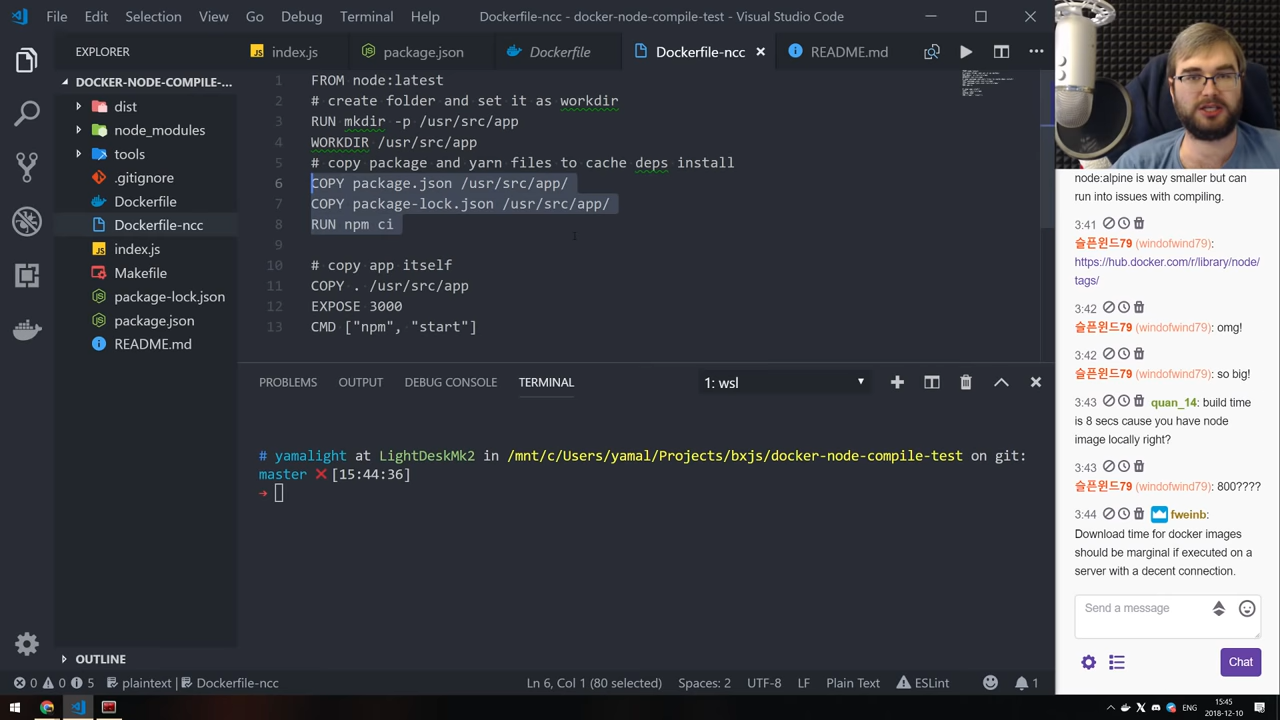 File Edit Selection View Go Debug Terminal Help
Dockerfile-ncc - docker-node-compile-test - Visual Studio Code
EXPLORER
index.js
package.json
Dockerfile
Dockerfile-ncc
README.md
DOCKER-NODE-COMPILE-...
dist
node_modules
tools
.gitignore
Dockerfile
Dockerfile-ncc
index.js
Makefile
package-lock.json
package.json
README.md
OUTLINE
1 FROM node:latest
2 # create folder and set it as workdir
3 RUN mkdir -p /usr/src/app
4 WORKDIR /usr/src/app
5 # copy package and yarn files to cache deps install
6 COPY package.json /usr/src/app/
7 COPY package-lock.json /usr/src/app/
8 RUN npm ci
9
10 # copy app itself
11 COPY . /usr/src/app
12 EXPOSE 3000
13 CMD ["npm", "start"]
PROBLEMS OUTPUT DEBUG CONSOLE TERMINAL
1: wsl
# yamalight at LightDeskMk2 in /mnt/c/Users/yamal/Projects/bxjs/docker-node-compile-test on git:
master ❌ [15:44:36]
→
0 0 5 plaintext | Dockerfile-ncc
Ln 6, Col 1 (80 selected) Spaces: 2 UTF-8 LF Plain Text ESLint 1
node:alpine is way smaller but can
run into issues with compiling.
3:41
슬픈윈드79 (windofwind79):
https://hub.docker.com/r/library/node/
tags/
3:42
슬픈윈드79 (windofwind79): omg!
3:42
슬픈윈드79 (windofwind79): so big!
3:43 quan_14: build time
is 8 secs cause you have node
image locally right?
3:43
슬픈윈드79 (windofwind79): 800????
3:44 fweinb:
Download time for docker images
should be marginal if executed on a
server with a decent connection.
Send a message
Chat
ENG
15:45
2018-12-10